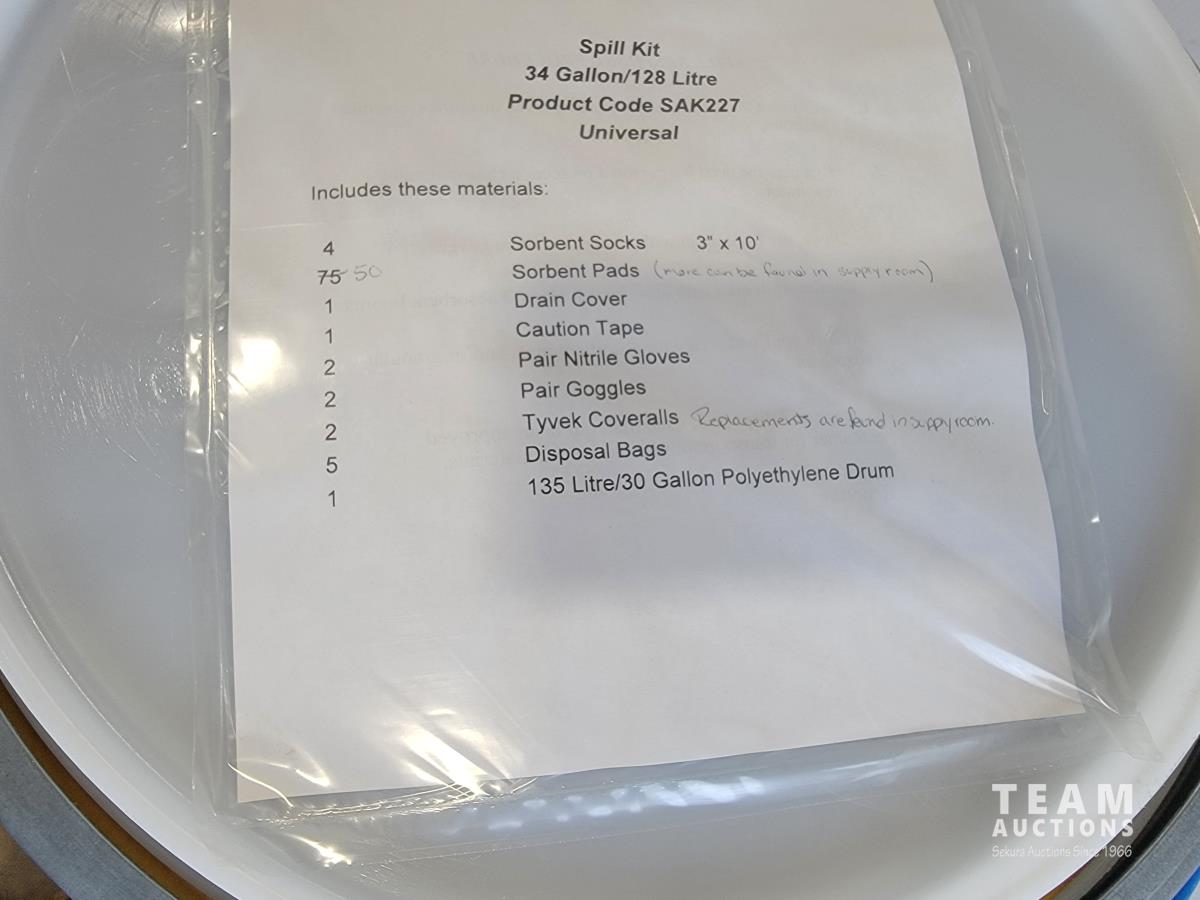 Spill Kit
34 Gallon/128 Litre
Product Code SAK227
Universal
Includes these materials:
4 Sorbent Socks 3" x 10'
75 50 Sorbent Pads (more can be found in supply room)
1 Drain Cover
1 Caution Tape
2 Pair Nitrile Gloves
2 Pair Goggles
2 Tyvek Coveralls Replacements are found in supply room.
5 Disposal Bags
1 135 Litre/30 Gallon Polyethylene Drum
TEAM
AUCTIONS
Sekura Auctions Since 1966